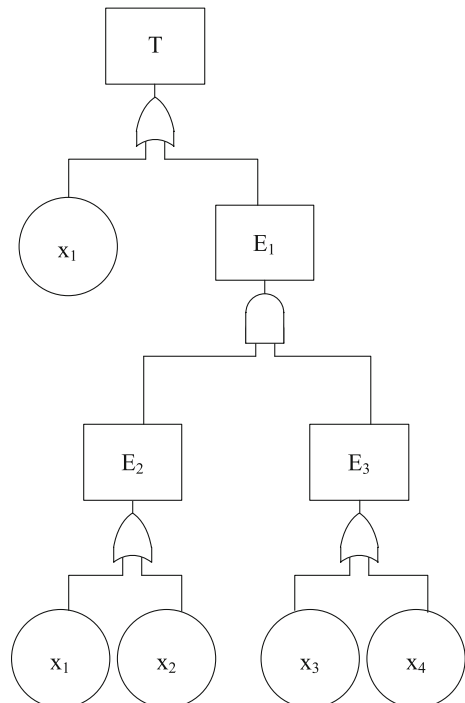 T
x₁
E₁
E₂ E₃
x₁ x₂ x₃ x₄